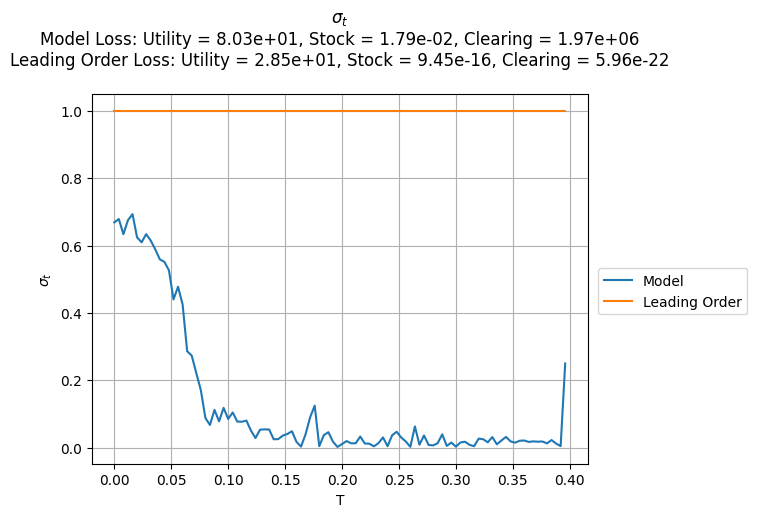 σt
Model Loss: Utility = 8.03e+01, Stock = 1.79e-02, Clearing = 1.97e+06
Leading Order Loss: Utility = 2.85e+01, Stock = 9.45e-16, Clearing = 5.96e-22
1.0
0.8
0.6
0.4
0.2
0.0
σt
0.00 0.05 0.10 0.15 0.20 0.25 0.30 0.35 0.40
T
Model
Leading Order